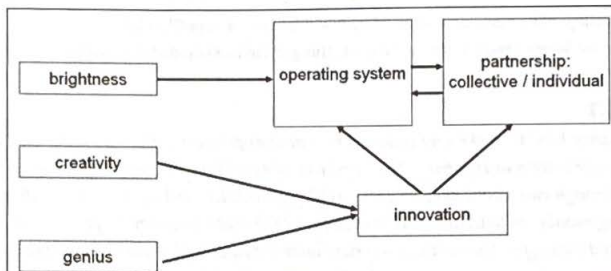 brightness
operating system
partnership:
collective / individual
creativity
innovation
genius